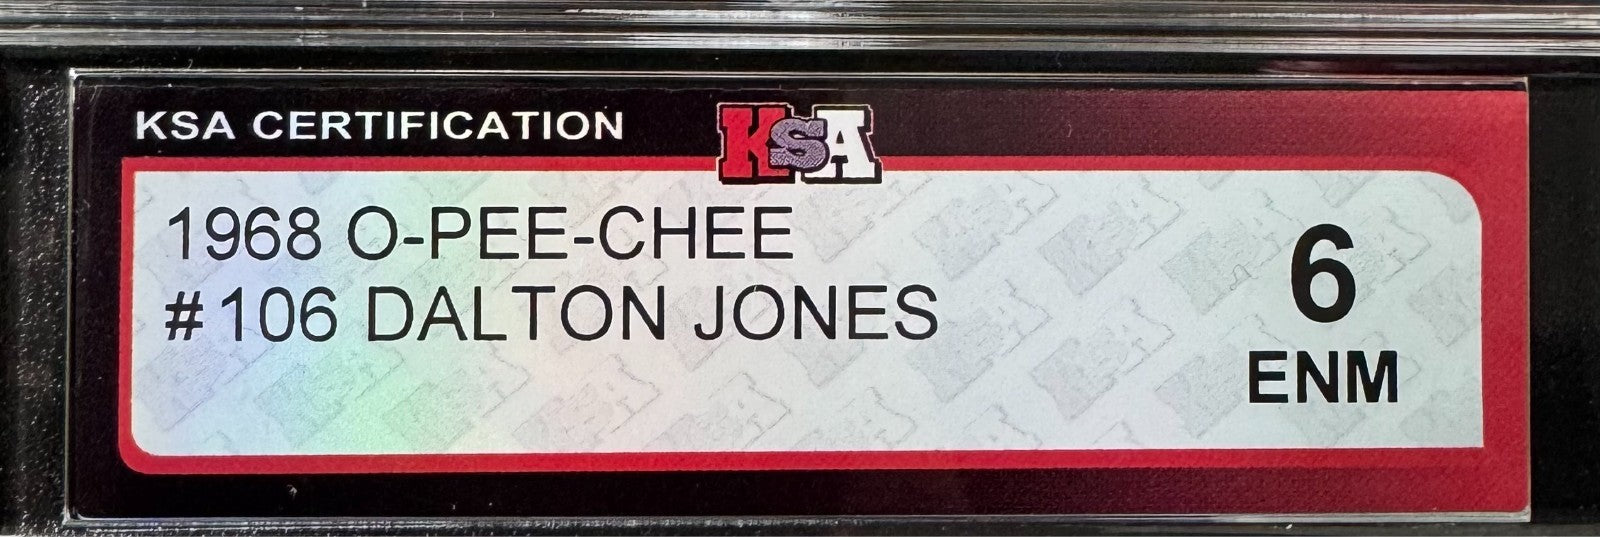 KSA CERTIFICATION
KSA
1968 O-PEE-CHEE
#106 DALTON JONES
6
ENM